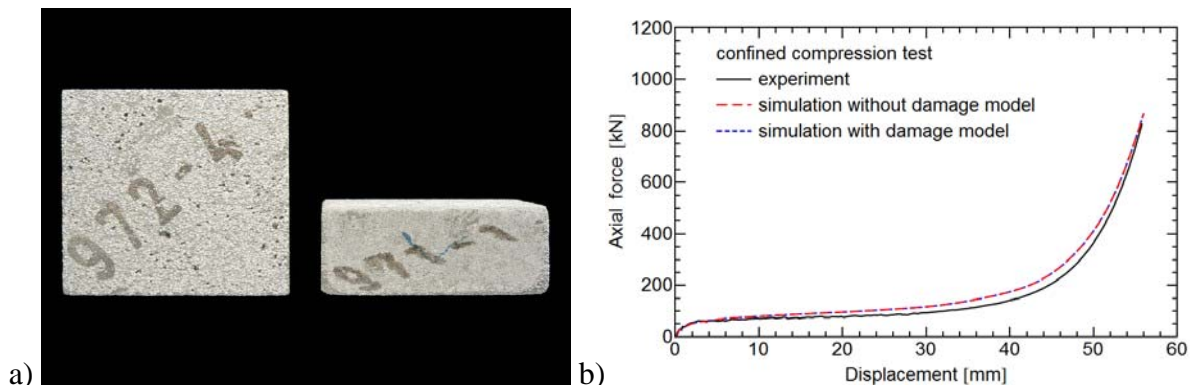 972-4
a)
b)
1200
1000
800
600
400
200
0
Axial force [kN]
confined compression test
experiment
simulation without damage model
simulation with damage model
0 10 20 30 40 50 60
Displacement [mm]